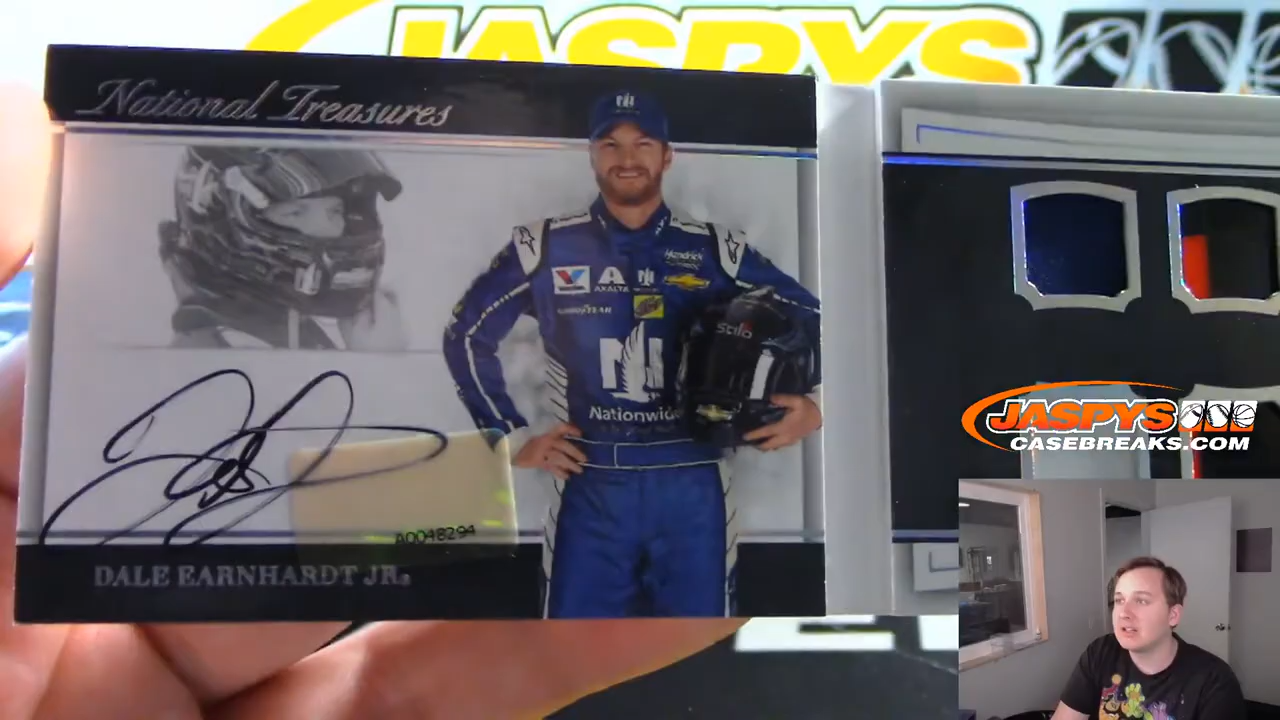 JASPYS
National Treasures
Hendrick
AXALTA
GOODYEAR
Stilo
Nationwide
JASPYS
CASEBREAKS.COM
A0048294
DALE EARNHARDT JR.